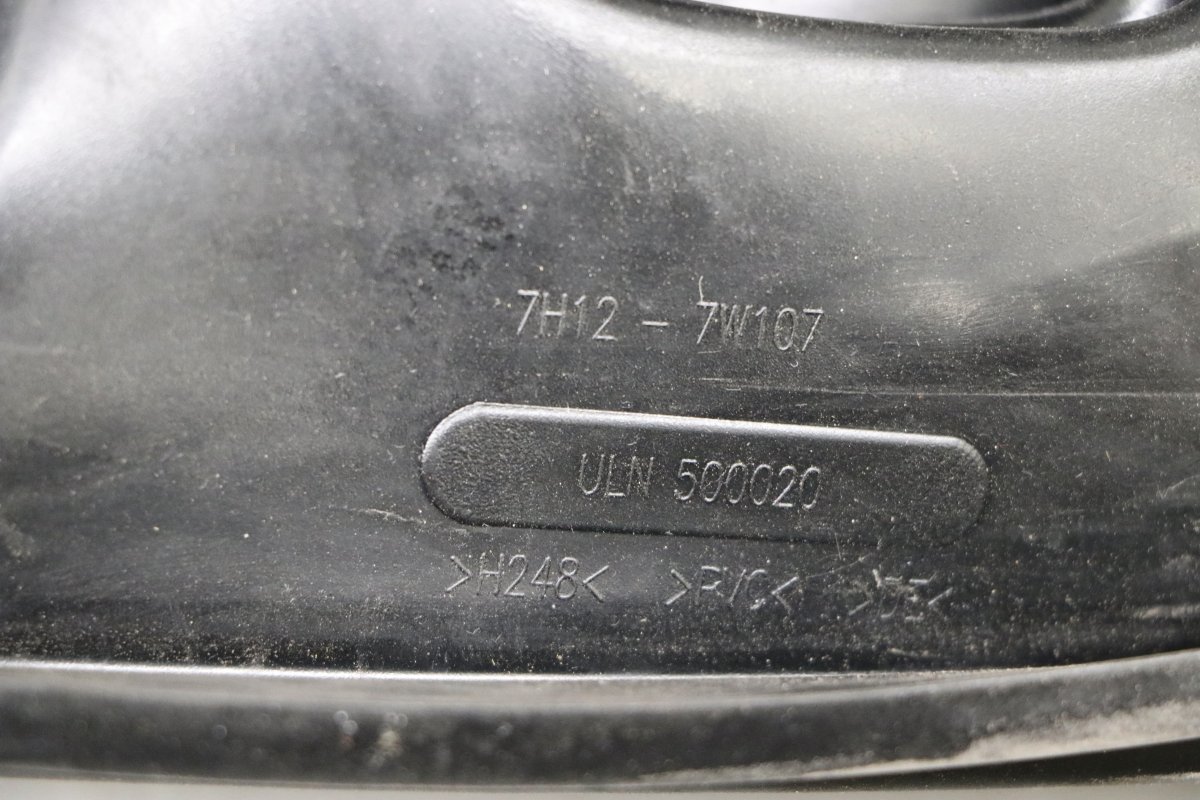 7H12 - 7W107
ULN 500020
>H248< >P/C<